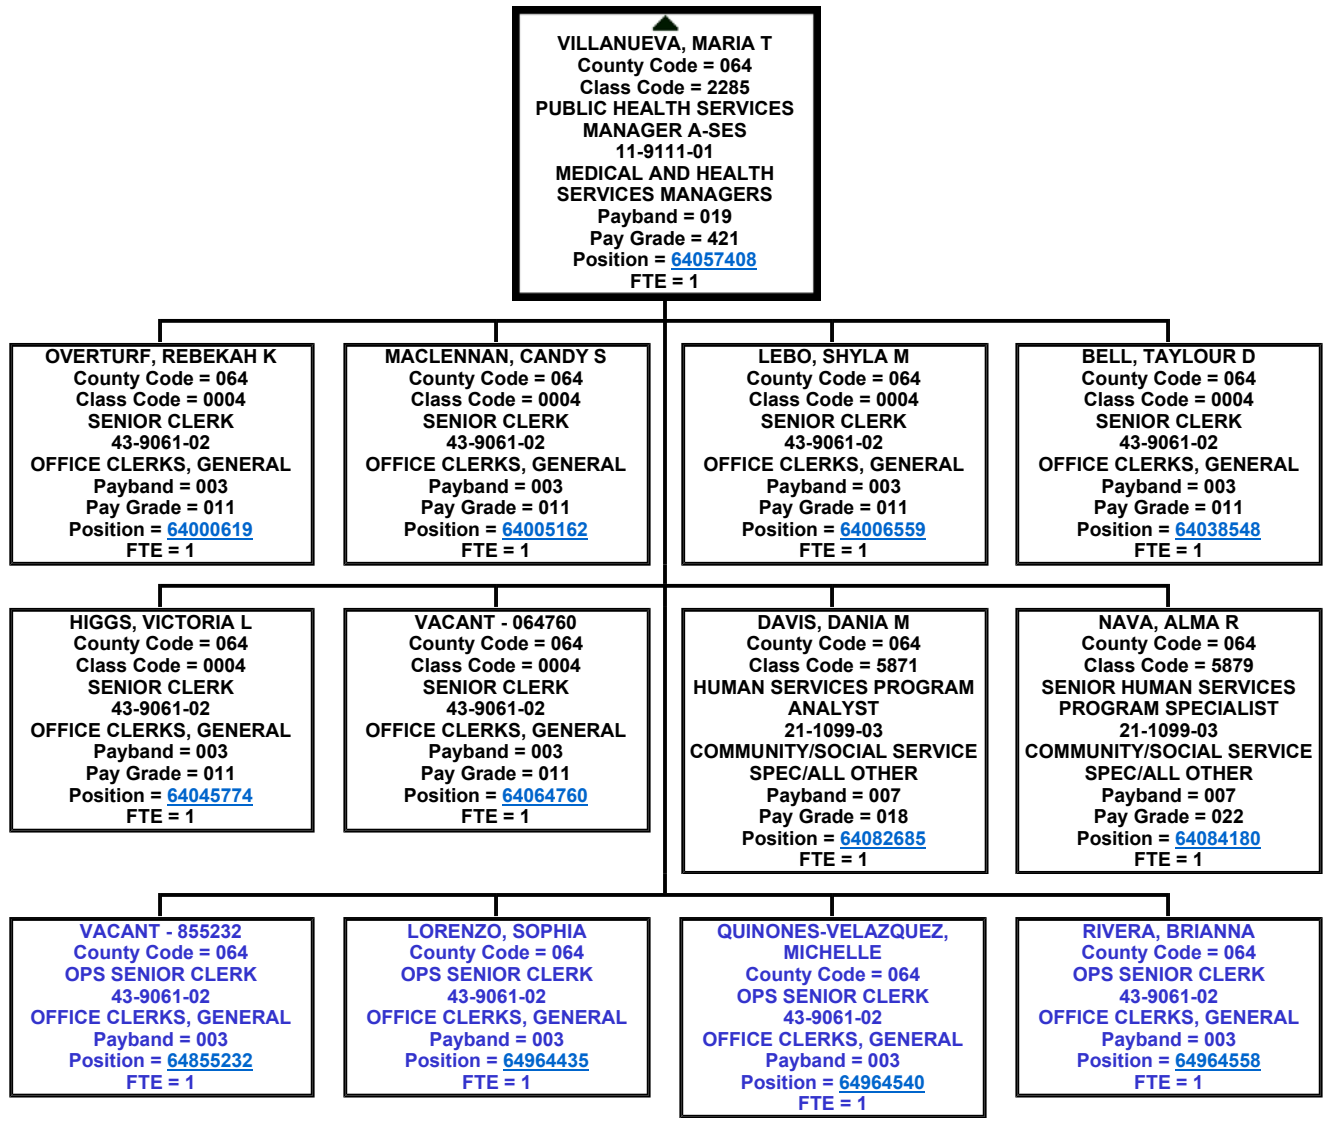 VILLANUEVA, MARIA T
County Code = 064
Class Code = 2285
PUBLIC HEALTH SERVICES
MANAGER A-SES
11-9111-01
MEDICAL AND HEALTH
SERVICES MANAGERS
Payband = 019
Pay Grade = 421
Position = 64057408
FTE = 1
OVERTURF, REBEKAH K
County Code = 064
Class Code = 0004
SENIOR CLERK
43-9061-02
OFFICE CLERKS, GENERAL
Payband = 003
Pay Grade = 011
Position = 64000619
FTE = 1
MACLENNAN, CANDY S
County Code = 064
Class Code = 0004
SENIOR CLERK
43-9061-02
OFFICE CLERKS, GENERAL
Payband = 003
Pay Grade = 011
Position = 64005162
FTE = 1
LEBO, SHYLA M
County Code = 064
Class Code = 0004
SENIOR CLERK
43-9061-02
OFFICE CLERKS, GENERAL
Payband = 003
Pay Grade = 011
Position = 64006559
FTE = 1
BELL, TAYLOUR D
County Code = 064
Class Code = 0004
SENIOR CLERK
43-9061-02
OFFICE CLERKS, GENERAL
Payband = 003
Pay Grade = 011
Position = 64038548
FTE = 1
HIGGS, VICTORIA L
County Code = 064
Class Code = 0004
SENIOR CLERK
43-9061-02
OFFICE CLERKS, GENERAL
Payband = 003
Pay Grade = 011
Position = 64045774
FTE = 1
VACANT - 064760
County Code = 064
Class Code = 0004
SENIOR CLERK
43-9061-02
OFFICE CLERKS, GENERAL
Payband = 003
Pay Grade = 011
Position = 64064760
FTE = 1
DAVIS, DANIA M
County Code = 064
Class Code = 5871
HUMAN SERVICES PROGRAM
ANALYST
21-1099-03
COMMUNITY/SOCIAL SERVICE
SPEC/ALL OTHER
Payband = 007
Pay Grade = 018
Position = 64082685
FTE = 1
NAVA, ALMA R
County Code = 064
Class Code = 5879
SENIOR HUMAN SERVICES
PROGRAM SPECIALIST
21-1099-03
COMMUNITY/SOCIAL SERVICE
SPEC/ALL OTHER
Payband = 007
Pay Grade = 022
Position = 64084180
FTE = 1
VACANT - 855232
County Code = 064
OPS SENIOR CLERK
43-9061-02
OFFICE CLERKS, GENERAL
Payband = 003
Position = 64855232
FTE = 1
LORENZO, SOPHIA
County Code = 064
OPS SENIOR CLERK
43-9061-02
OFFICE CLERKS, GENERAL
Payband = 003
Position = 64964435
FTE = 1
QUINONES-VELAZQUEZ,
MICHELLE
County Code = 064
OPS SENIOR CLERK
43-9061-02
OFFICE CLERKS, GENERAL
Payband = 003
Position = 64964540
FTE = 1
RIVERA, BRIANNA
County Code = 064
OPS SENIOR CLERK
43-9061-02
OFFICE CLERKS, GENERAL
Payband = 003
Position = 64964558
FTE = 1